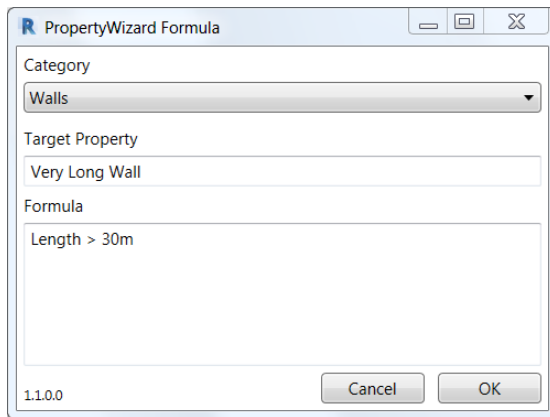 R PropertyWizard Formula
Category
Walls
Target Property
Very Long Wall
Formula
Length > 30m
1.1.0.0
Cancel
OK